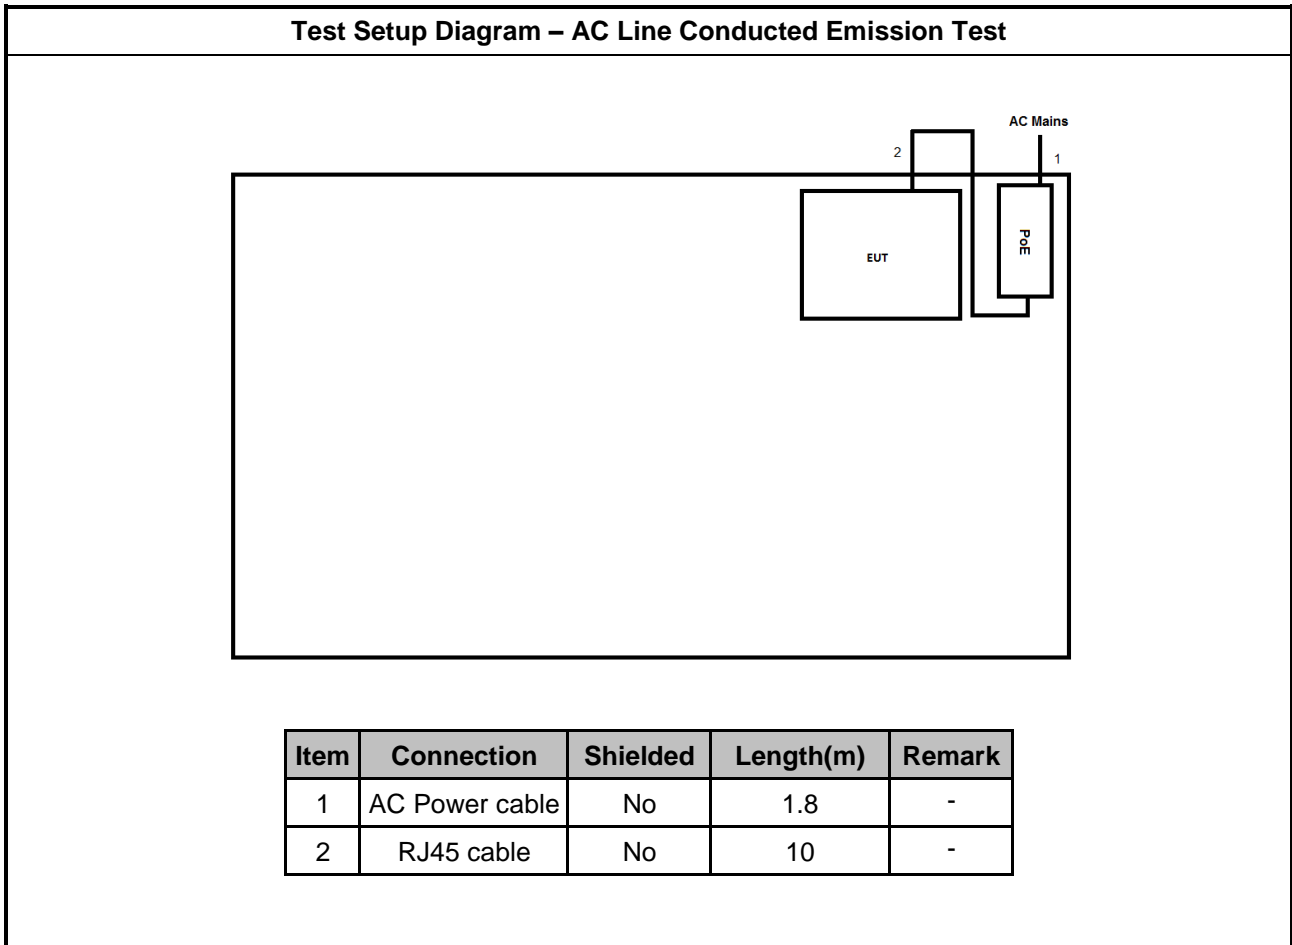 Test Setup Diagram – AC Line Conducted Emission Test
AC Mains
2
1
EUT
PoE
Item Connection Shielded Length(m) Remark
1 AC Power cable No 1.8 -
2 RJ45 cable No 10 -